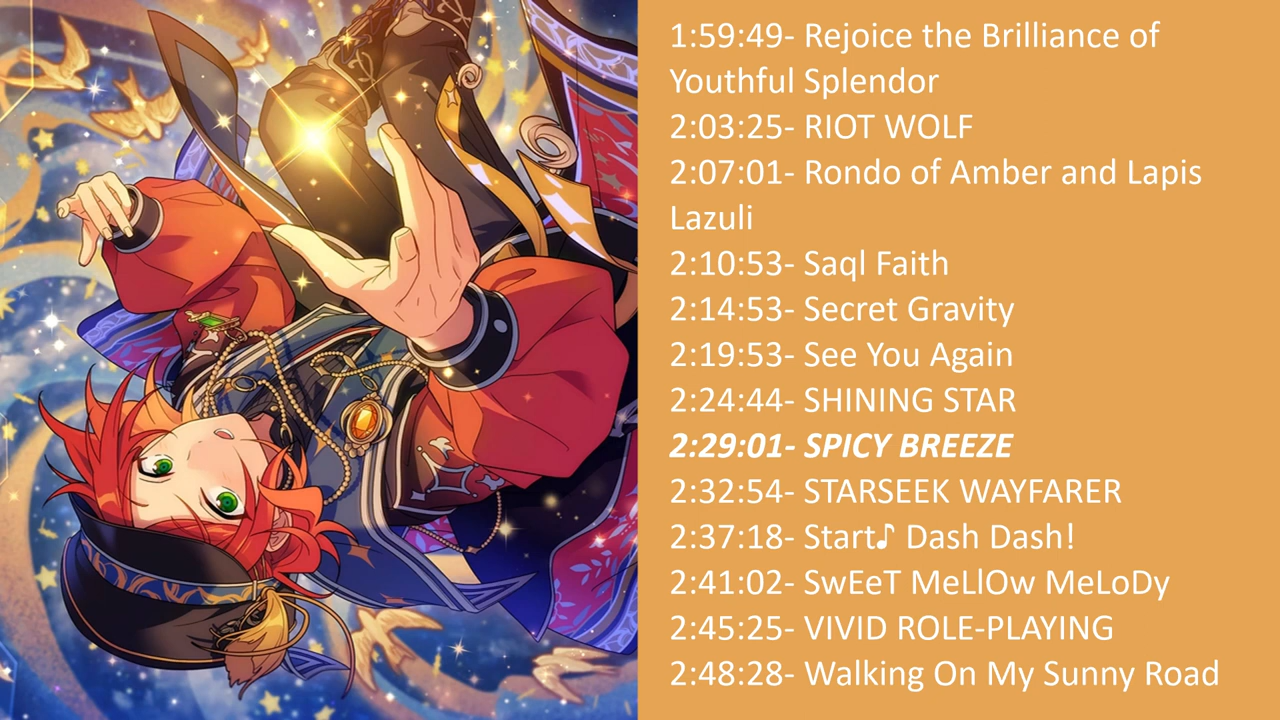 1:59:49- Rejoice the Brilliance of
Youthful Splendor
2:03:25- RIOT WOLF
2:07:01- Rondo of Amber and Lapis
Lazuli
2:10:53- Saql Faith
2:14:53- Secret Gravity
2:19:53- See You Again
2:24:44- SHINING STAR
2:29:01- SPICY BREEZE
2:32:54- STARSEEK WAYFARER
2:37:18- Start♪ Dash Dash!
2:41:02- SwEeT MeLlOw MeLoDy
2:45:25- VIVID ROLE-PLAYING
2:48:28- Walking On My Sunny Road